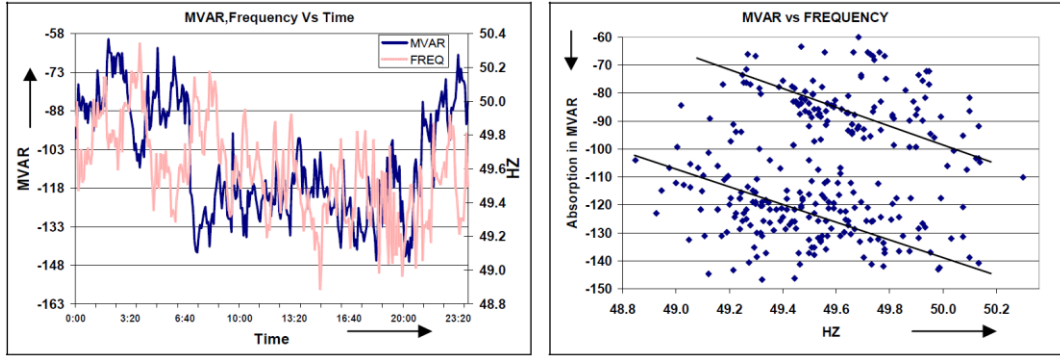 MVAR,Frequency Vs Time
-58
-73
-88
-103
-118
-133
-148
-163
MVAR
MVAR
FREQ
50.4
50.2
50.0
49.8
49.6
49.4
49.2
49.0
48.8
HZ
0:00 3:20 6:40 10:00 13:20 16:40 20:00 23:20
Time
MVAR vs FREQUENCY
-60
-70
-80
-90
-100
-110
-120
-130
-140
-150
Absorption in MVAR
48.8 49.0 49.2 49.4 49.6 49.8 50.0 50.2
HZ